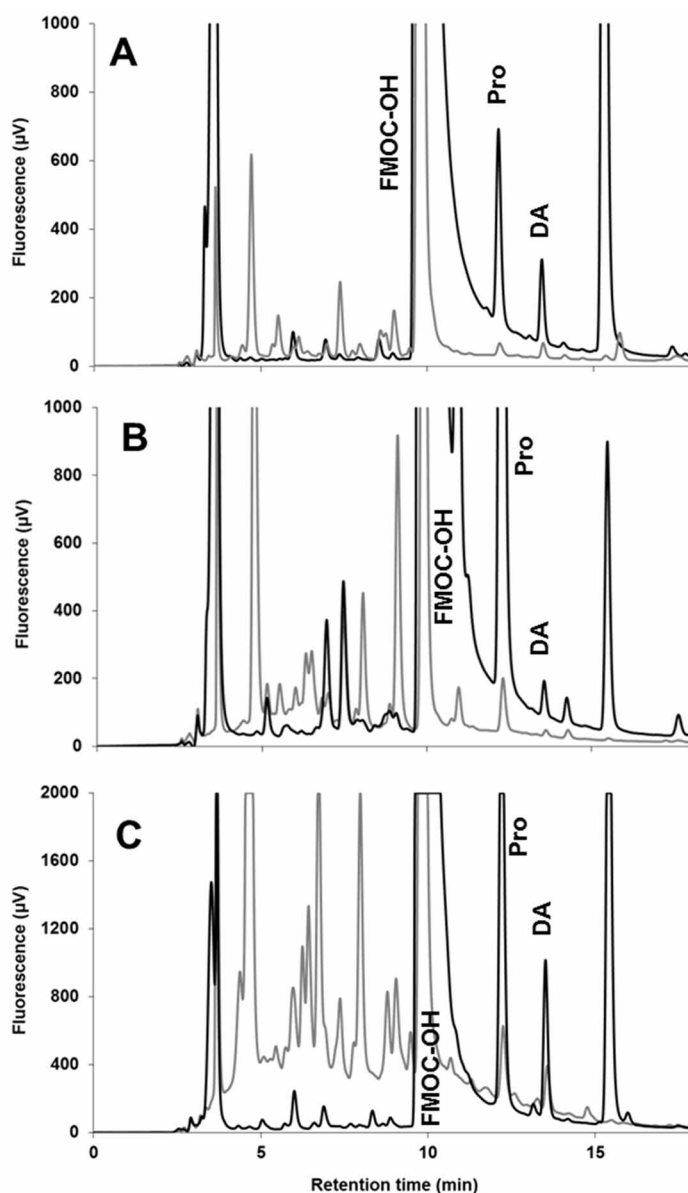 A
1000
800
600
400
200
0
Fluorescence (µV)
FMOC-OH
Pro
DA
B
1000
800
600
400
200
0
Fluorescence (µV)
FMOC-OH
Pro
DA
C
2000
1600
1200
800
400
0
Fluorescence (µV)
FMOC-OH
Pro
DA
0 5 10 15
Retention time (min)